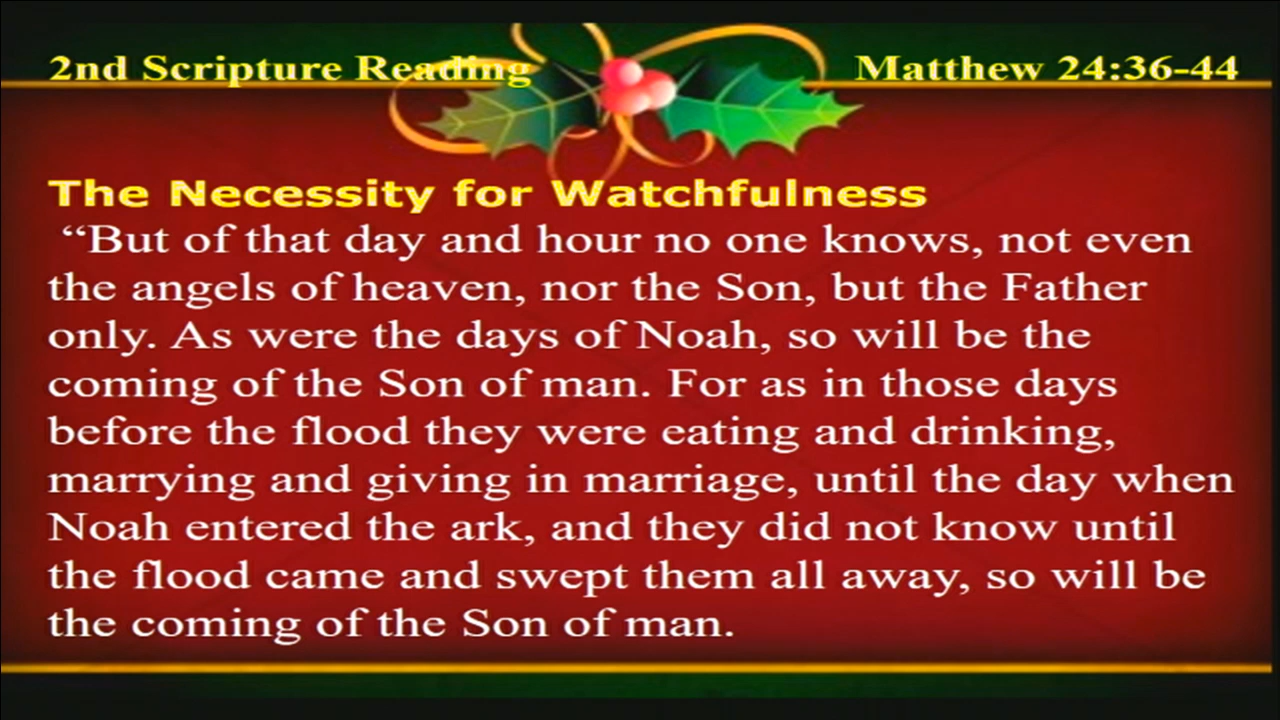 2nd Scripture Reading
Matthew 24:36-44
The Necessity for Watchfulness
“But of that day and hour no one knows, not even
the angels of heaven, nor the Son, but the Father
only. As were the days of Noah, so will be the
coming of the Son of man. For as in those days
before the flood they were eating and drinking,
marrying and giving in marriage, until the day when
Noah entered the ark, and they did not know until
the flood came and swept them all away, so will be
the coming of the Son of man.